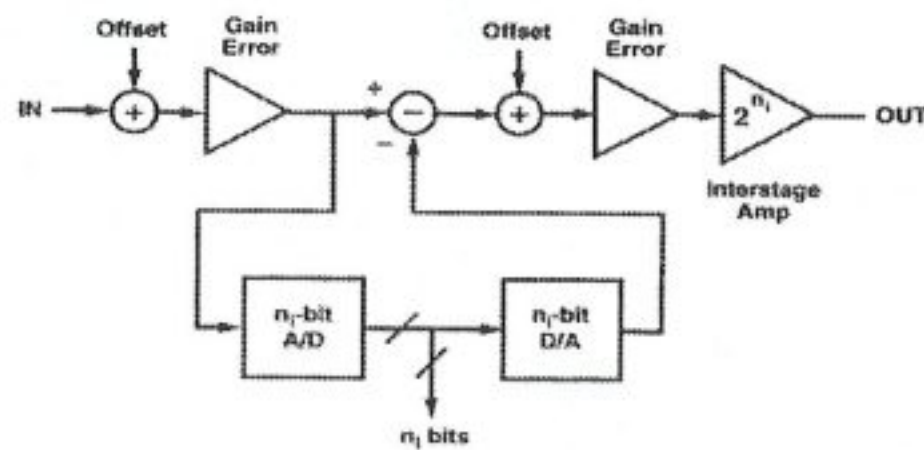 Offset
Gain
Error
Offset
Gain
Error
IN
+
+
−
−
+
2^{n_i}
OUT
Interstage
Amp
n_i-bit
A/D
n_i-bit
D/A
n_i bits